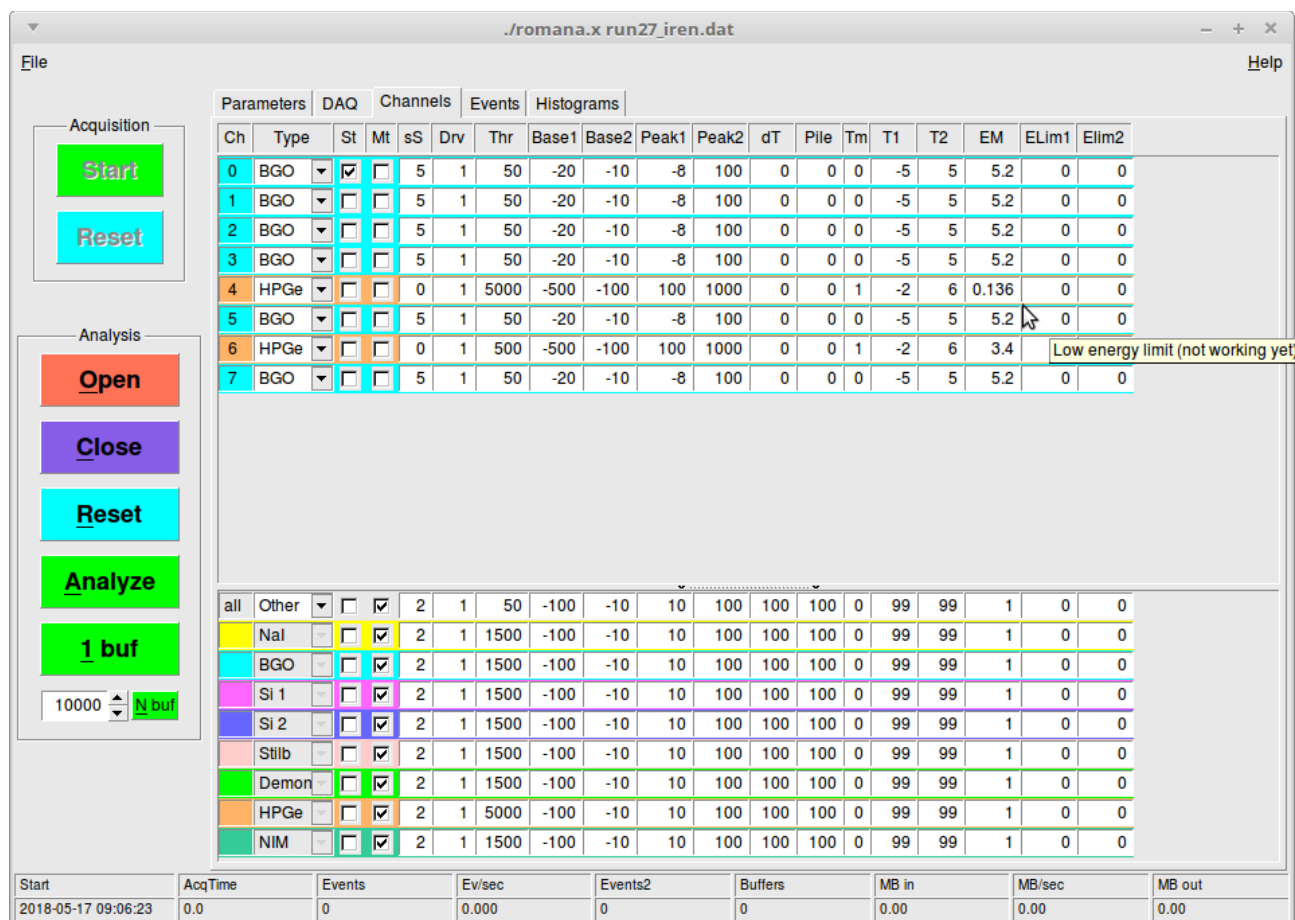 ./romana.x run27_iren.dat
File Help
Parameters DAQ Channels Events Histograms
Acquisition
Start
Reset
Analysis
Open
Close
Reset
Analyze
1 buf
10000 N buf
Ch Type St Mt sS Drv Thr Base1 Base2 Peak1 Peak2 dT Pile Tm T1 T2 EM ELim1 Elim2
0 BGO 5 1 50 -20 -10 -8 100 0 0 0 -5 5 5.2 0 0
1 BGO 5 1 50 -20 -10 -8 100 0 0 0 -5 5 5.2 0 0
2 BGO 5 1 50 -20 -10 -8 100 0 0 0 -5 5 5.2 0 0
3 BGO 5 1 50 -20 -10 -8 100 0 0 0 -5 5 5.2 0 0
4 HPGe 0 1 5000 -500 -100 100 1000 0 0 1 -2 6 0.136 0 0
5 BGO 5 1 50 -20 -10 -8 100 0 0 0 -5 5 5.2 0 0
6 HPGe 0 1 500 -500 -100 100 1000 0 0 1 -2 6 3.4
Low energy limit (not working yet)
7 BGO 5 1 50 -20 -10 -8 100 0 0 0 -5 5 5.2 0 0
all Other 2 1 50 -100 -10 10 100 100 100 0 99 99 1 0 0
NaI 2 1 1500 -100 -10 10 100 100 100 0 99 99 1 0 0
BGO 2 1 1500 -100 -10 10 100 100 100 0 99 99 1 0 0
Si 1 2 1 1500 -100 -10 10 100 100 100 0 99 99 1 0 0
Si 2 2 1 1500 -100 -10 10 100 100 100 0 99 99 1 0 0
Stilb 2 1 1500 -100 -10 10 100 100 100 0 99 99 1 0 0
Demon 2 1 1500 -100 -10 10 100 100 100 0 99 99 1 0 0
HPGe 2 1 5000 -100 -10 10 100 100 100 0 99 99 1 0 0
NIM 2 1 1500 -100 -10 10 100 100 100 0 99 99 1 0 0
Start AcqTime Events Ev/sec Events2 Buffers MB in MB/sec MB out
2018-05-17 09:06:23 0.0 0 0.000 0 0 0.00 0.00 0.00